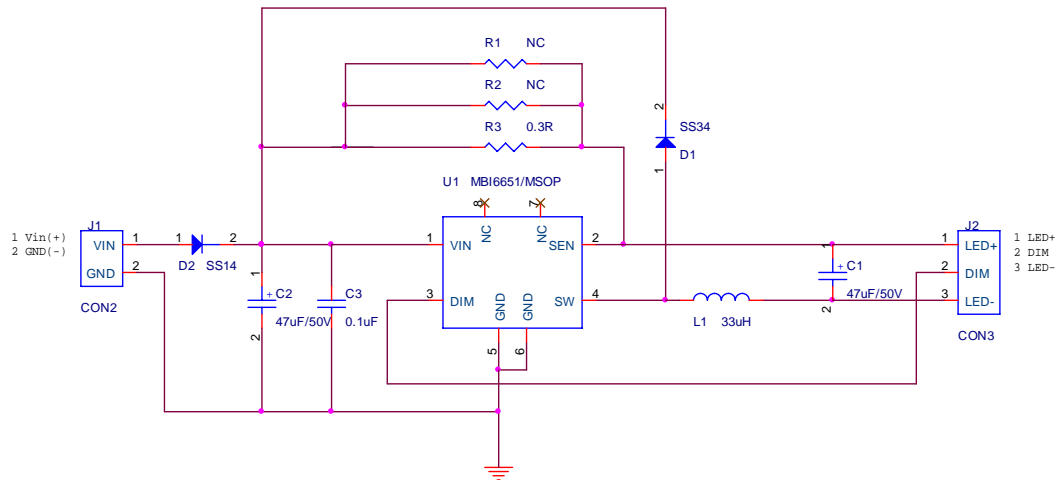 R1 NC
R2 NC
R3 0.3R
2
SS34
D1
1
U1 MBI6651/MSOP
8 7
NC NC
J1
1 Vin(+)
2 GND(-)
VIN 1
GND 2
CON2
1 2
D2 SS14
1 VIN
SEN 2
3 DIM
SW 4
GND GND
5 6
1
+ C2
47uF/50V
2
C3
0.1uF
L1 33uH
1
+ C1
47uF/50V
2
J2
1 LED+
2 DIM
3 LED-
CON3
1 LED+
2 DIM
3 LED-